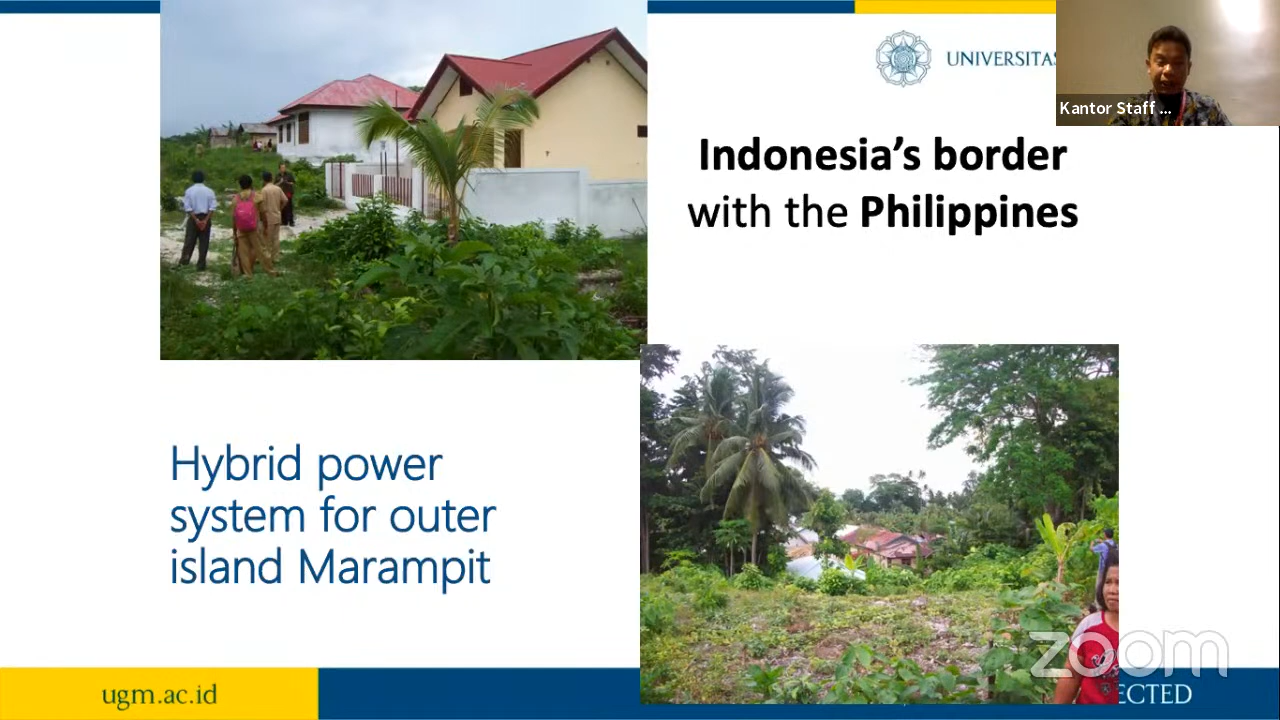 UNIVERSITAS
Kantor Staff ...
Indonesia's border
with the Philippines
Hybrid power
system for outer
island Marampit
zoom
ugm.ac.id